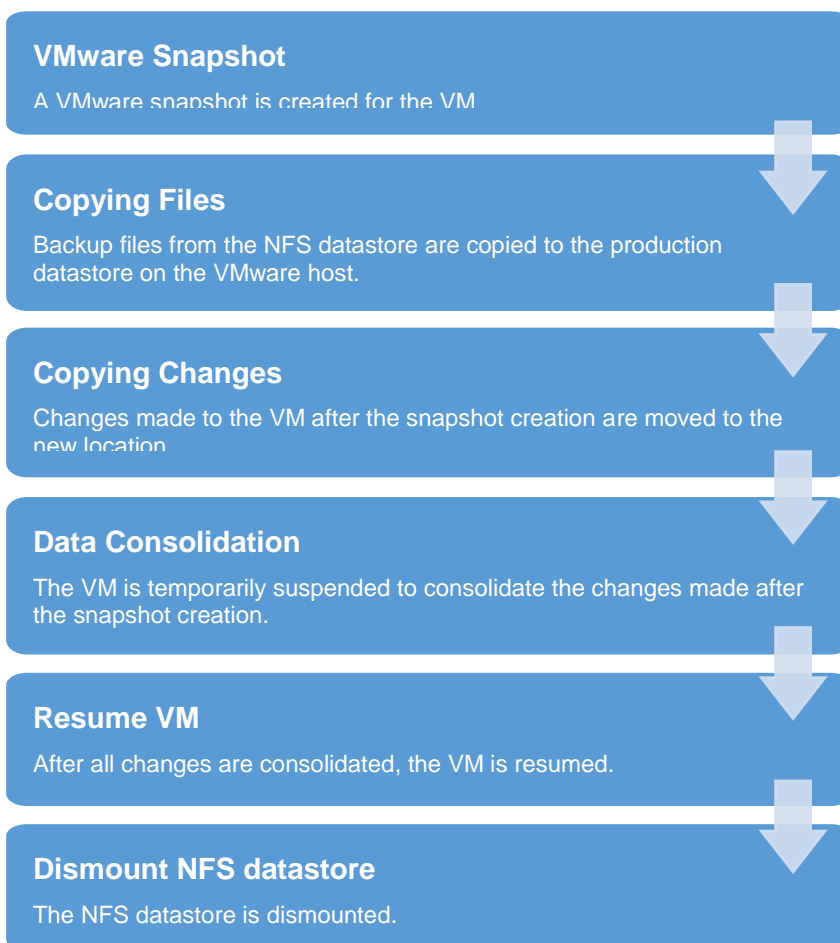 VMware Snapshot
A VMware snapshot is created for the VM
Copying Files
Backup files from the NFS datastore are copied to the production
datastore on the VMware host.
Copying Changes
Changes made to the VM after the snapshot creation are moved to the
new location
Data Consolidation
The VM is temporarily suspended to consolidate the changes made after
the snapshot creation.
Resume VM
After all changes are consolidated, the VM is resumed.
Dismount NFS datastore
The NFS datastore is dismounted.